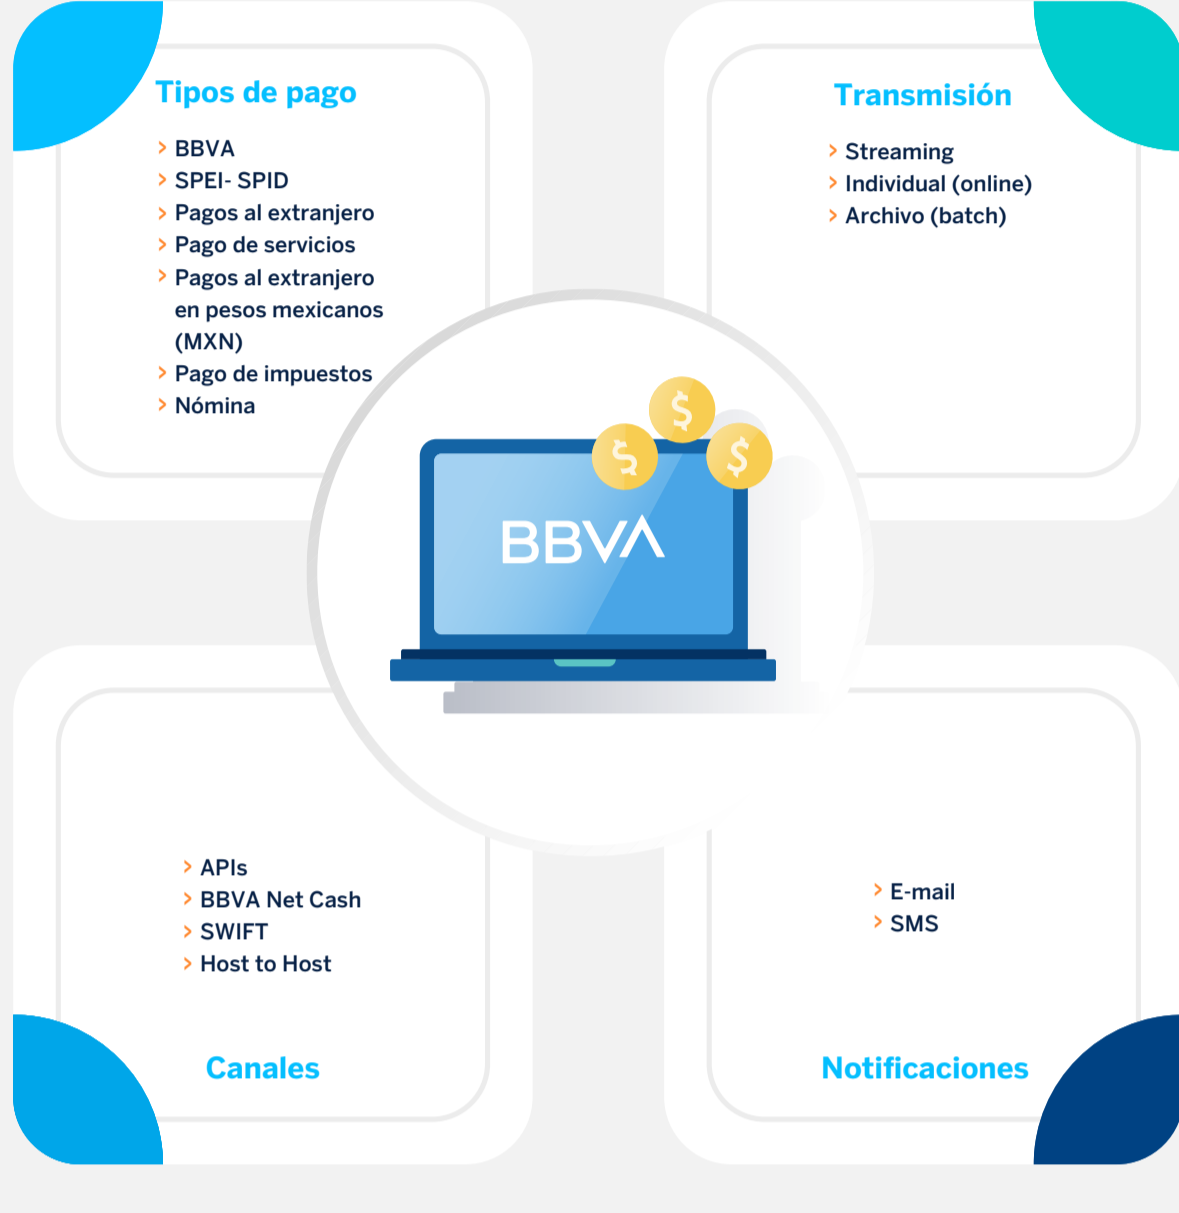 Tipos de pago
BBVA
SPEI- SPID
Pagos al extranjero
Pago de servicios
Pagos al extranjero
en pesos mexicanos
(MXN)
Pago de impuestos
Nómina
Transmisión
Streaming
Individual (online)
Archivo (batch)
BBVA
$
$
$
APIs
BBVA Net Cash
SWIFT
Host to Host
Canales
E-mail
SMS
Notificaciones